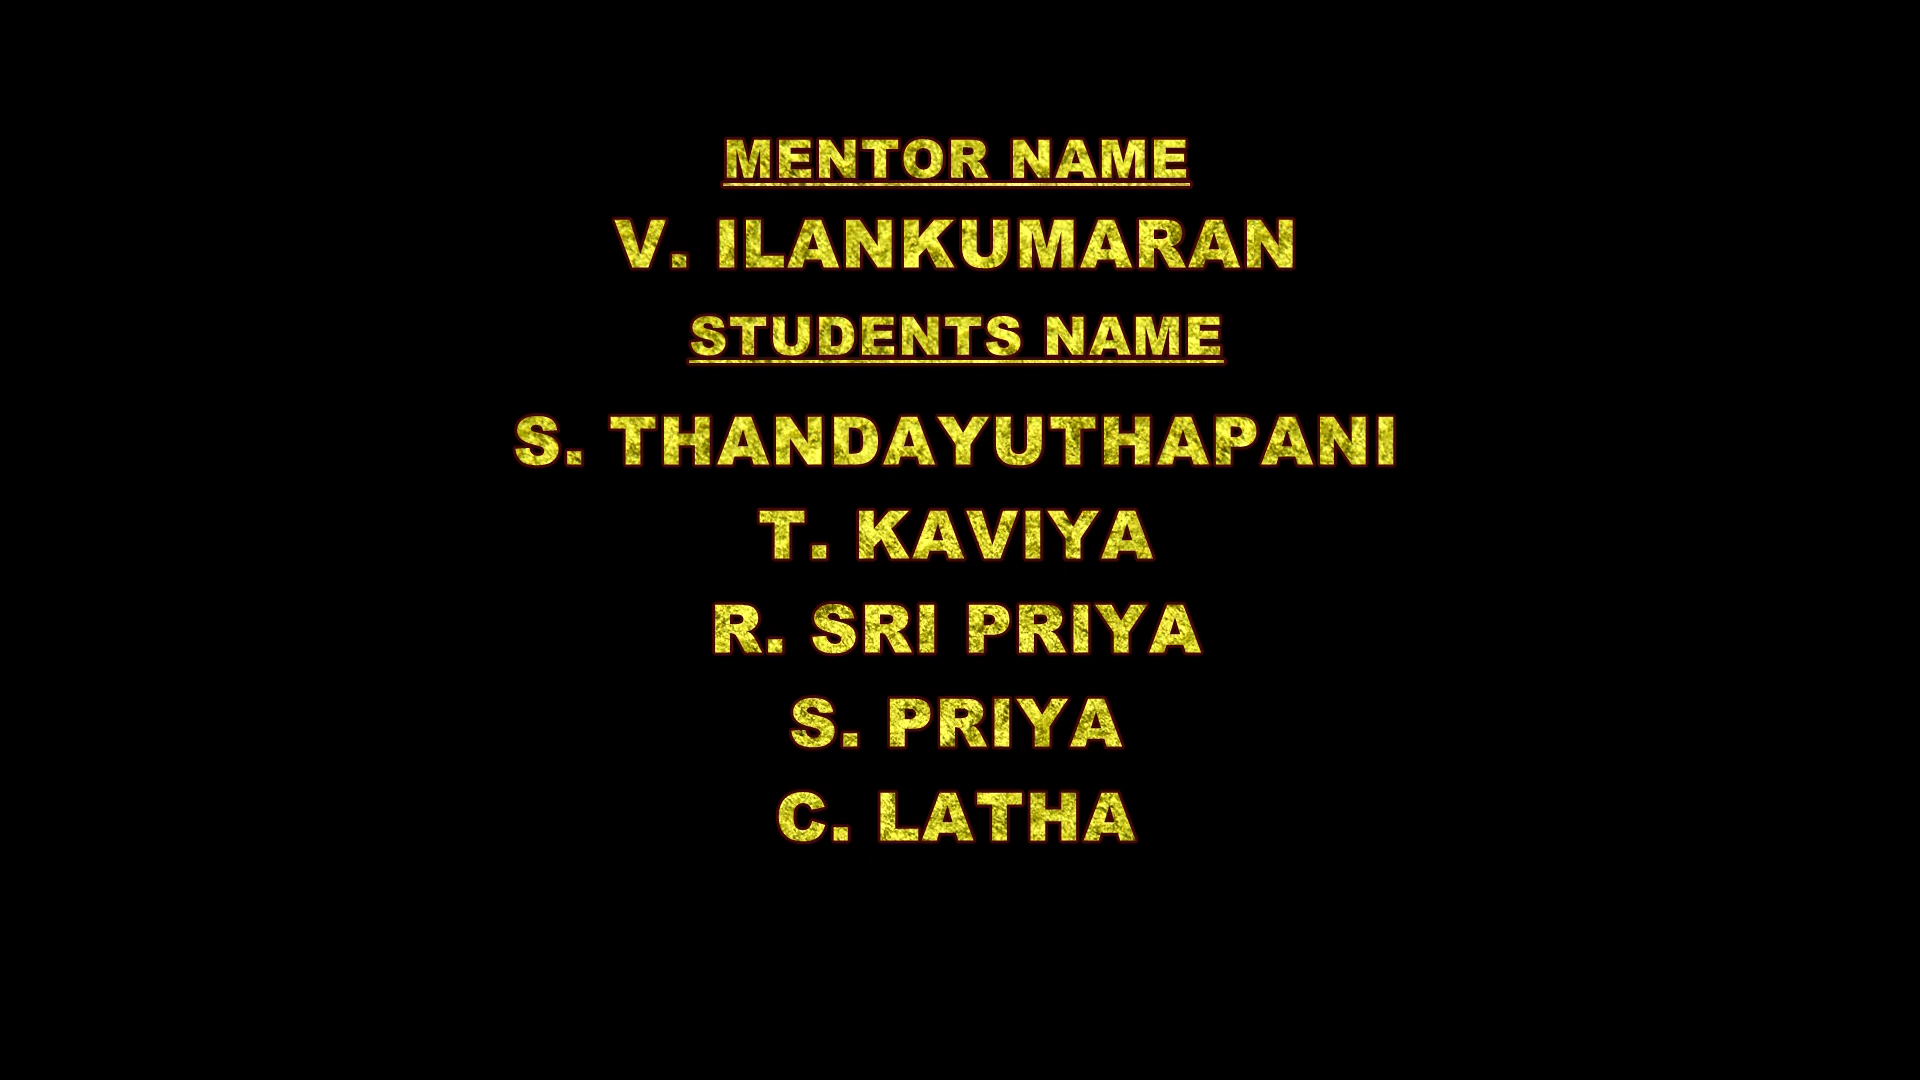 MENTOR NAME
V. ILANKUMARAN
STUDENTS NAME
S. THANDAYUTHAPANI
T. KAVIYA
R. SRI PRIYA
S. PRIYA
C. LATHA